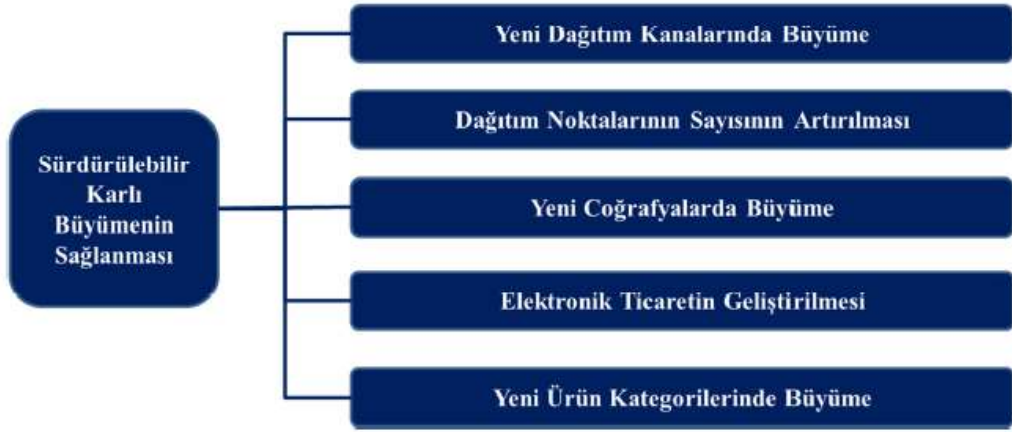 Sürdürülebilir
Karlı
Büyümenin
Sağlanması
Yeni Dağıtım Kanalarında Büyüme
Dağıtım Noktalarının Sayısının Artırılması
Yeni Coğrafyalarda Büyüme
Elektronik Ticaretin Geliştirilmesi
Yeni Ürün Kategorilerinde Büyüme